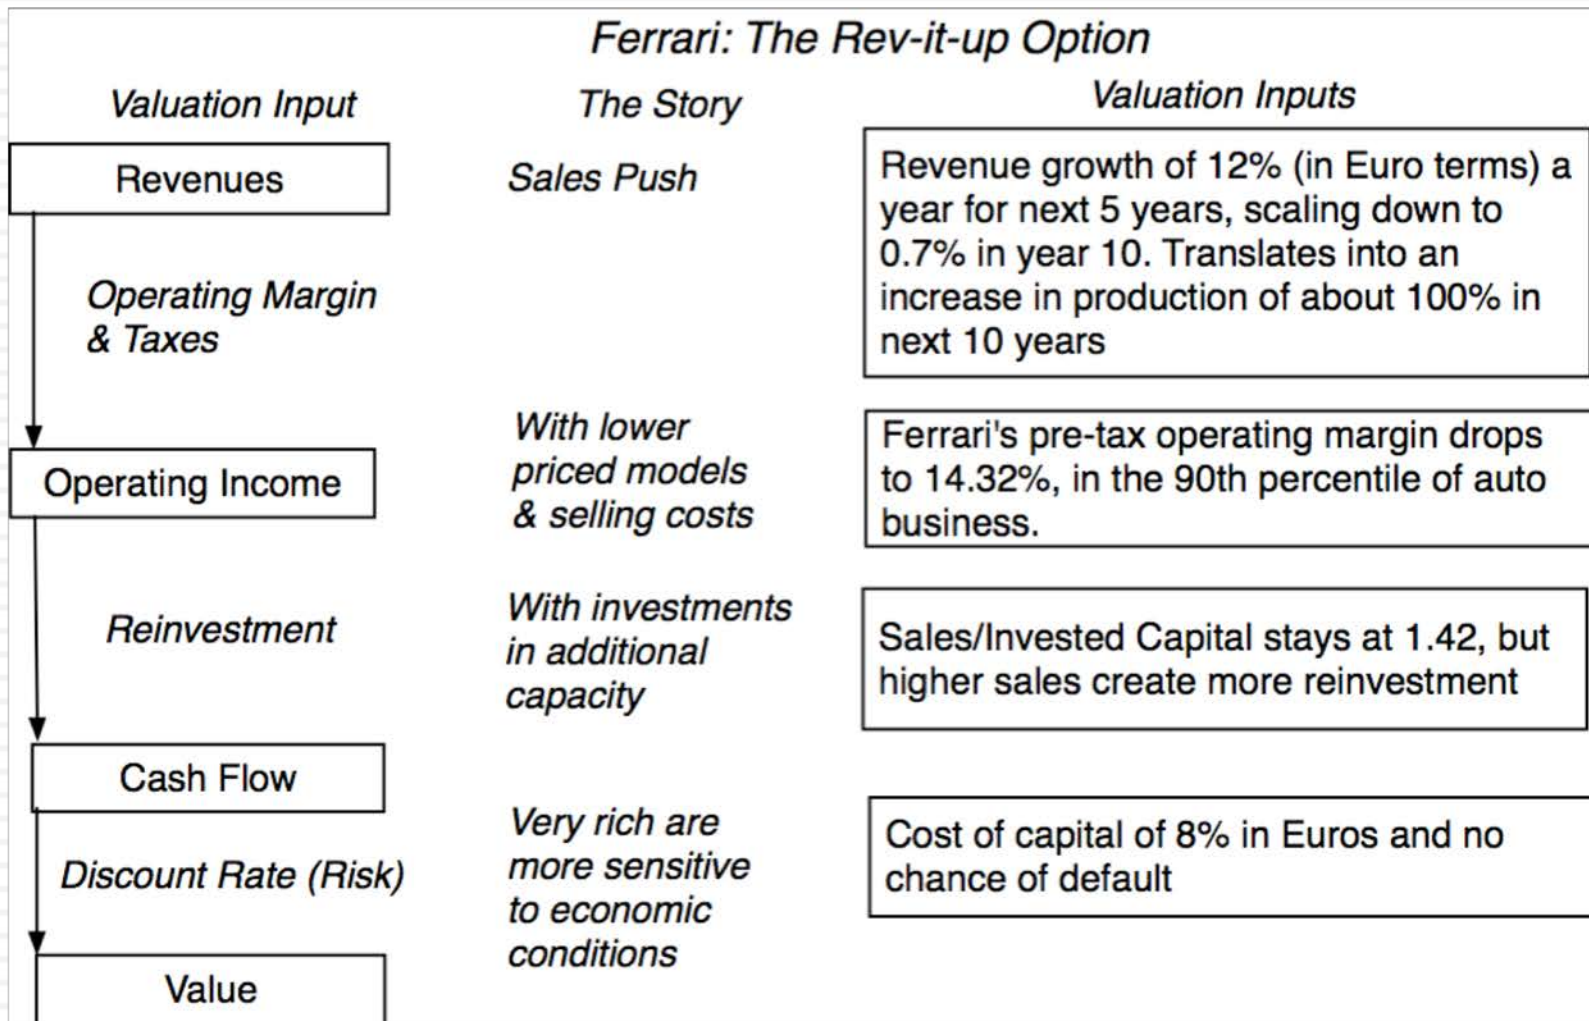 Ferrari: The Rev-it-up Option
Valuation Input
The Story
Valuation Inputs
Revenues
Sales Push
Revenue growth of 12% (in Euro terms) a
year for next 5 years, scaling down to
0.7% in year 10. Translates into an
increase in production of about 100% in
next 10 years
Operating Margin
& Taxes
Operating Income
With lower
priced models
& selling costs
Ferrari's pre-tax operating margin drops
to 14.32%, in the 90th percentile of auto
business.
Reinvestment
With investments
in additional
capacity
Sales/Invested Capital stays at 1.42, but
higher sales create more reinvestment
Cash Flow
Discount Rate (Risk)
Very rich are
more sensitive
to economic
conditions
Cost of capital of 8% in Euros and no
chance of default
Value